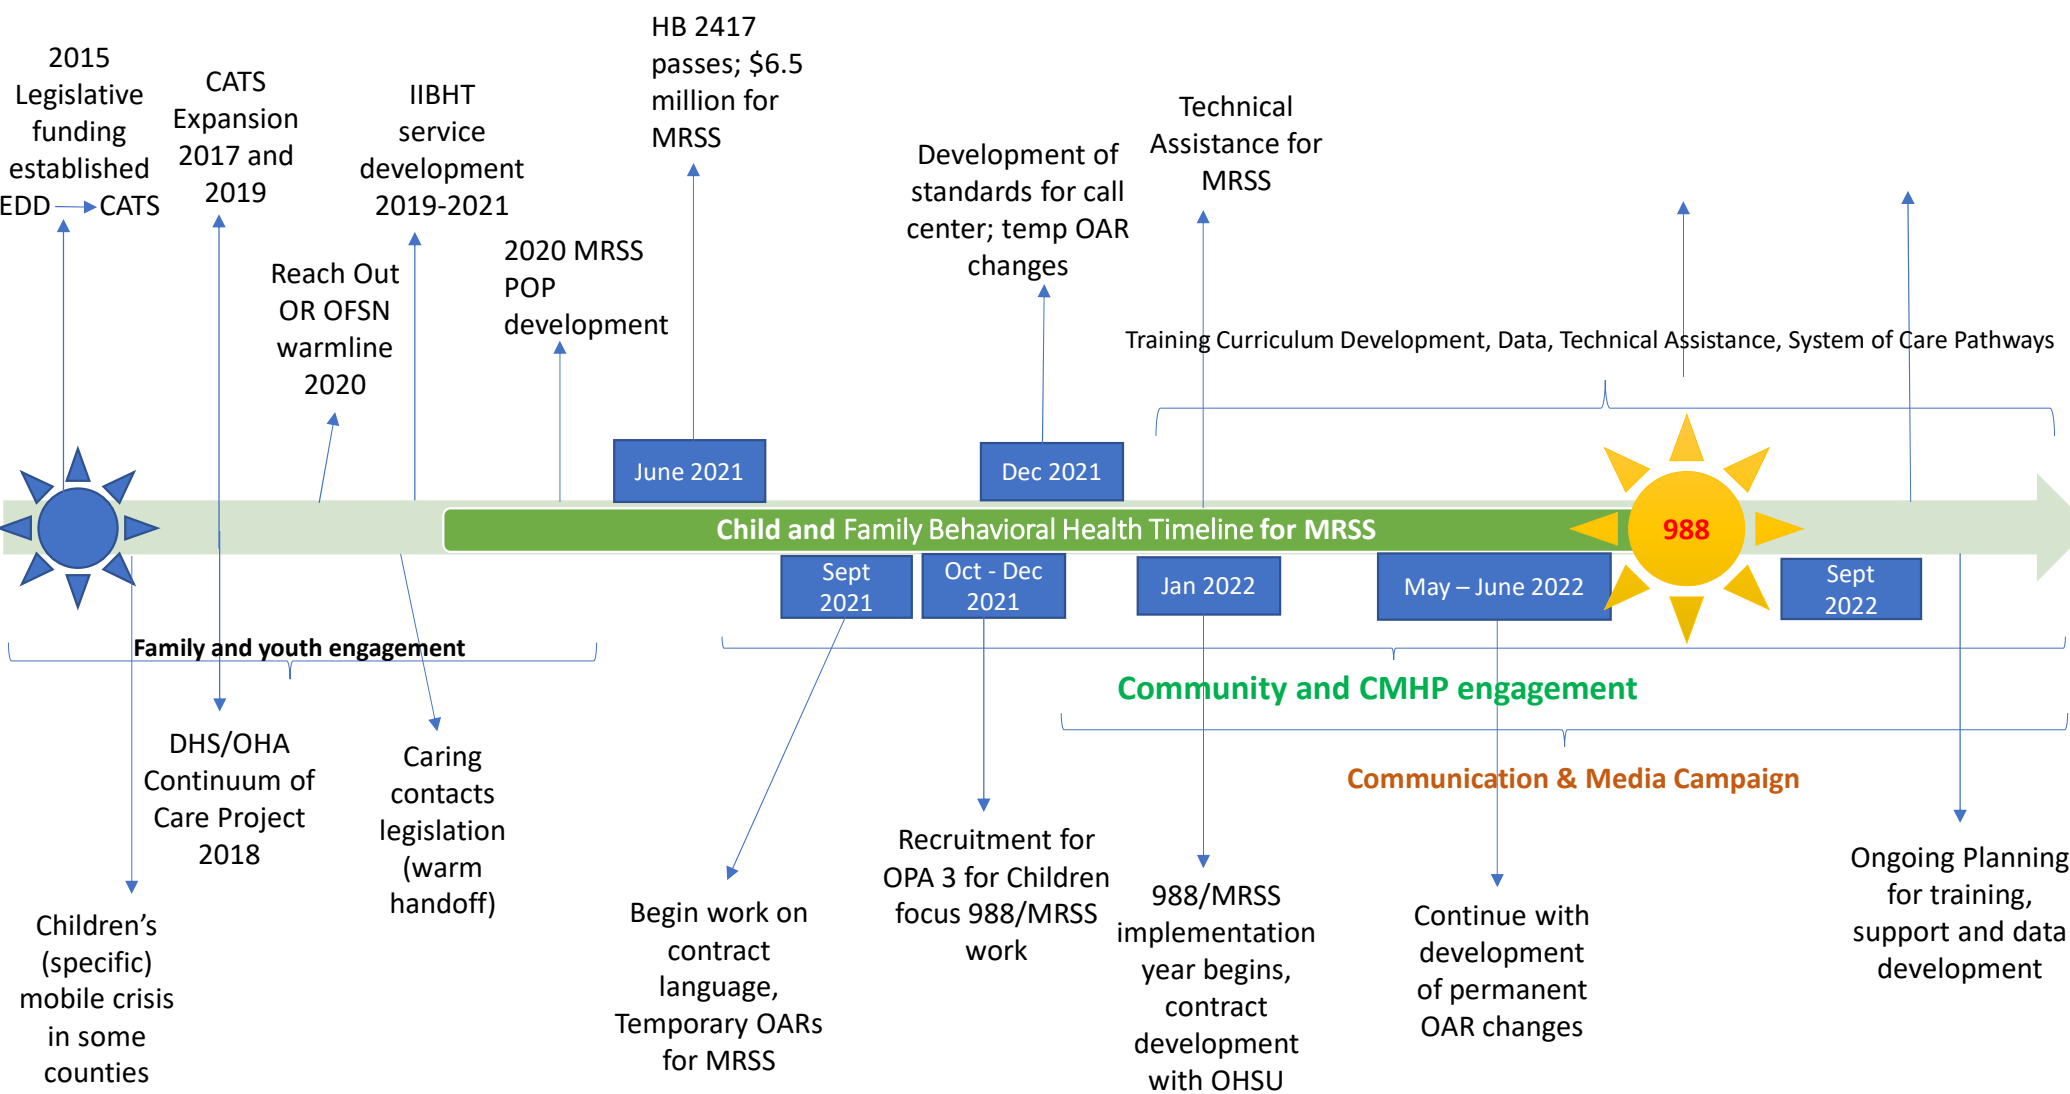 2015
Legislative
funding
established
EDD CATS
CATS
Expansion
2017 and
2019
Reach Out
OR OFSN
warmline
2020
IIBHT
service
development
2019-2021
2020 MRSS
POP
development
HB 2417
passes; $6.5
million for
MRSS
Development of
standards for call
center; temp OAR
changes
Technical
Assistance for
MRSS
Training Curriculum Development, Data, Technical Assistance, System of Care Pathways
June 2021
Dec 2021
Child and Family Behavioral Health Timeline for MRSS
988
Sept
2021
Oct - Dec
2021
Jan 2022
May – June 2022
Sept
2022
Family and youth engagement
Community and CMHP engagement
Communication & Media Campaign
Children’s
(specific)
mobile crisis
in some
counties
DHS/OHA
Continuum of
Care Project
2018
Caring
contacts
legislation
(warm
handoff)
Begin work on
contract
language,
Temporary OARs
for MRSS
Recruitment for
OPA 3 for Children
focus 988/MRSS
work
988/MRSS
implementation
year begins,
contract
development
with OHSU
Continue with
development
of permanent
OAR changes
Ongoing Planning
for training,
support and data
development